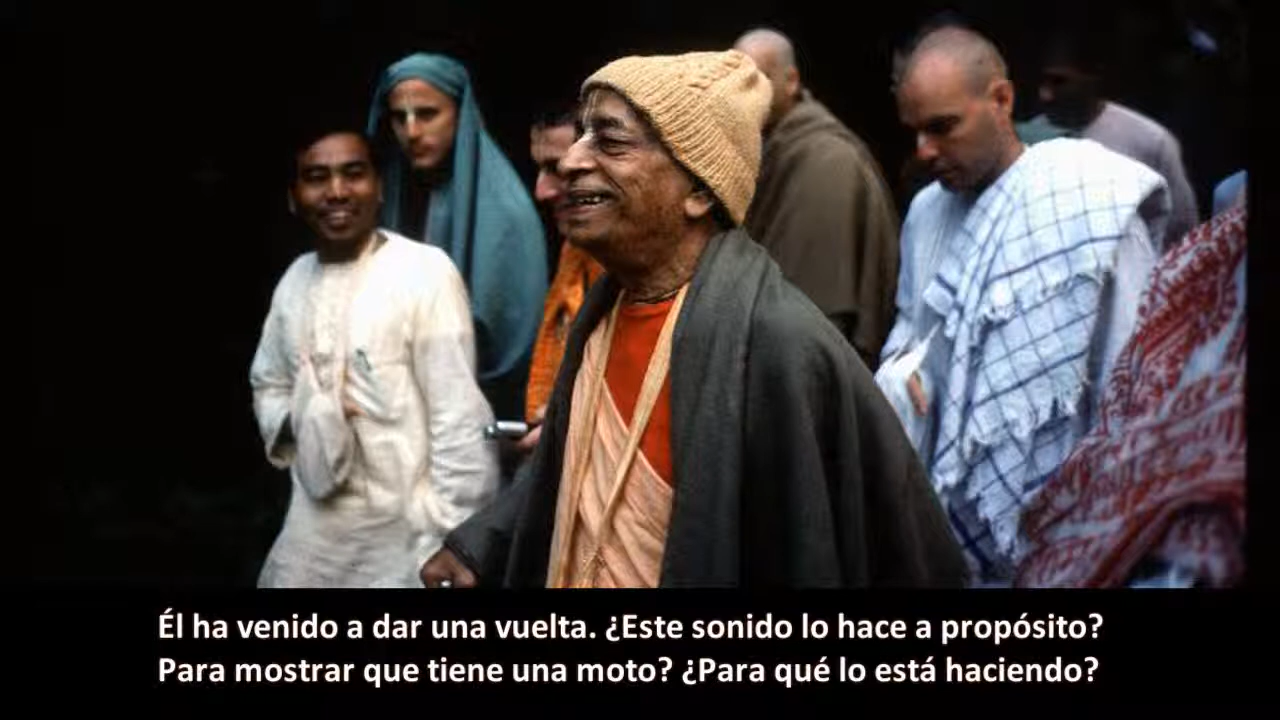 Él ha venido a dar una vuelta. ¿Este sonido lo hace a propósito?
Para mostrar que tiene una moto? ¿Para qué lo está haciendo?